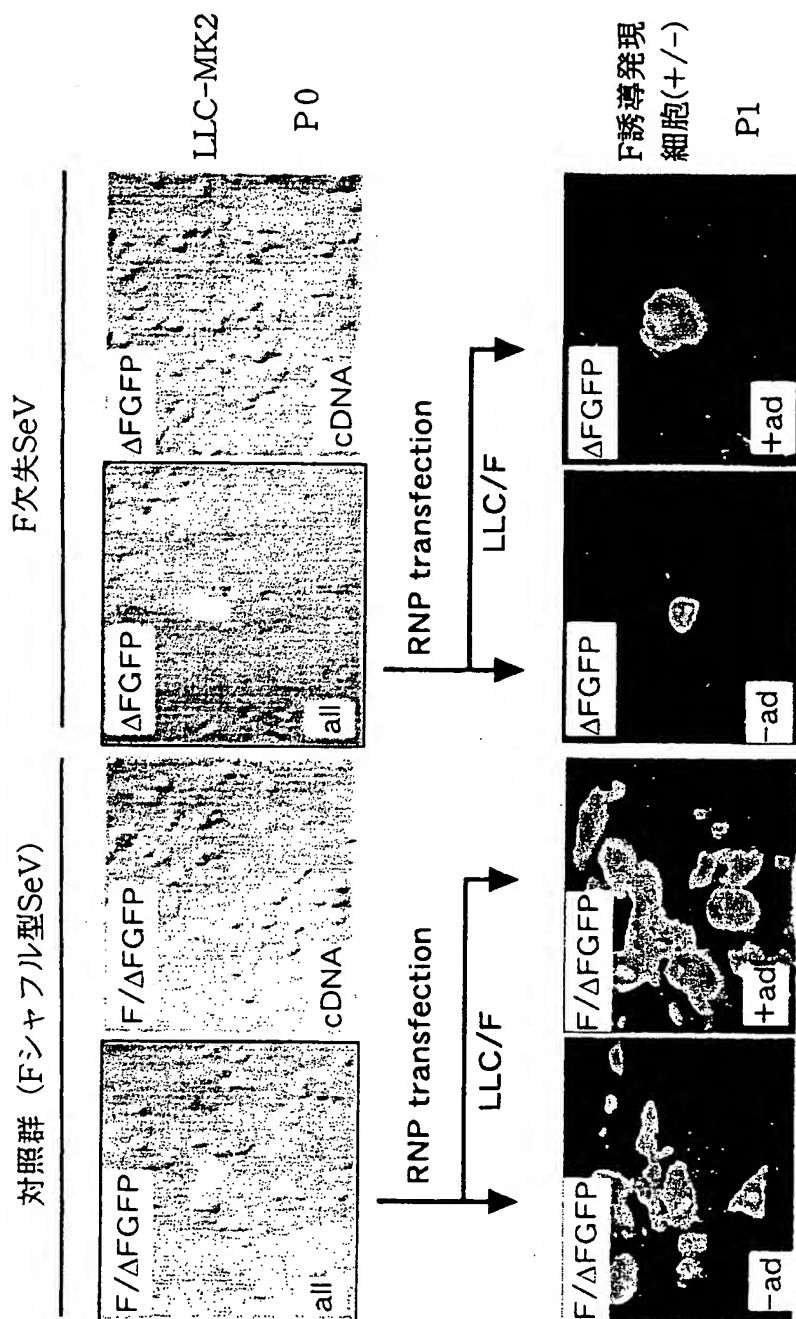 対照群 (Fシャフル型SeV)
F欠失SeV
F/ΔFGFP
all
F/ΔFGFP
cDNA
ΔFGFP
all
ΔFGFP
cDNA
LLC-MK2
P0
RNP transfection
LLC/F
RNP transfection
LLC/F
F/ΔFGFP
-ad
F/ΔFGFP
+ad
ΔFGFP
-ad
ΔFGFP
+ad
F誘導発現
細胞(+/-)
P1